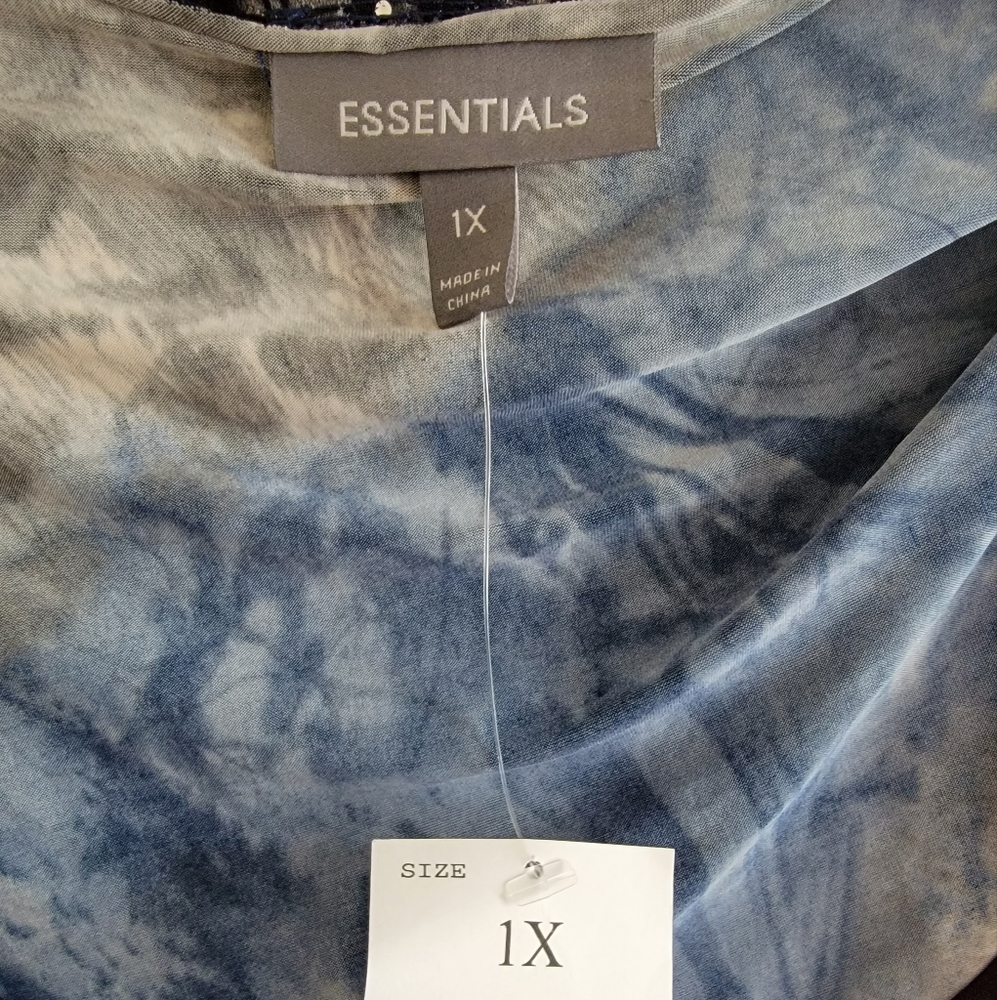 ESSENTIALS
1X
MADE IN
CHINA
SIZE
1X